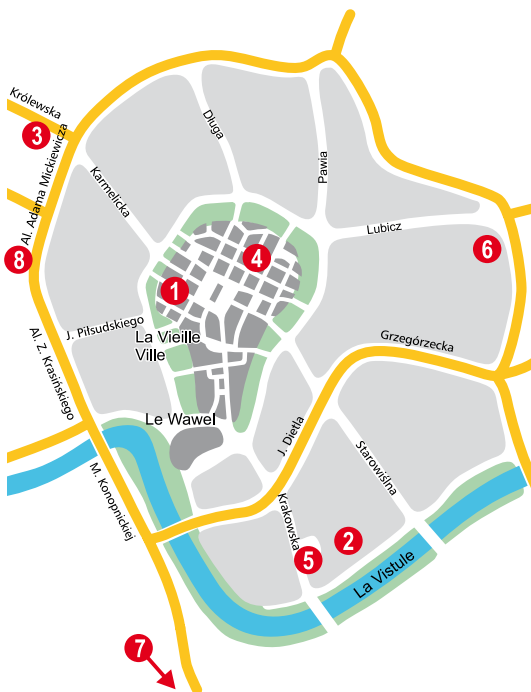 Królewska
3
Al. Adama Mickiewicza
Długa
Pawia
Karmelicka
Lubicz
6
8
4
1
J. Piłsudskiego
La Vieille
Ville
Grzegórzecka
Al. Z. Krasińskiego
Le Wawel
J. Dietla
Starowiślna
M. Konopnickiej
Krakowska
2
5
La Vistule
7